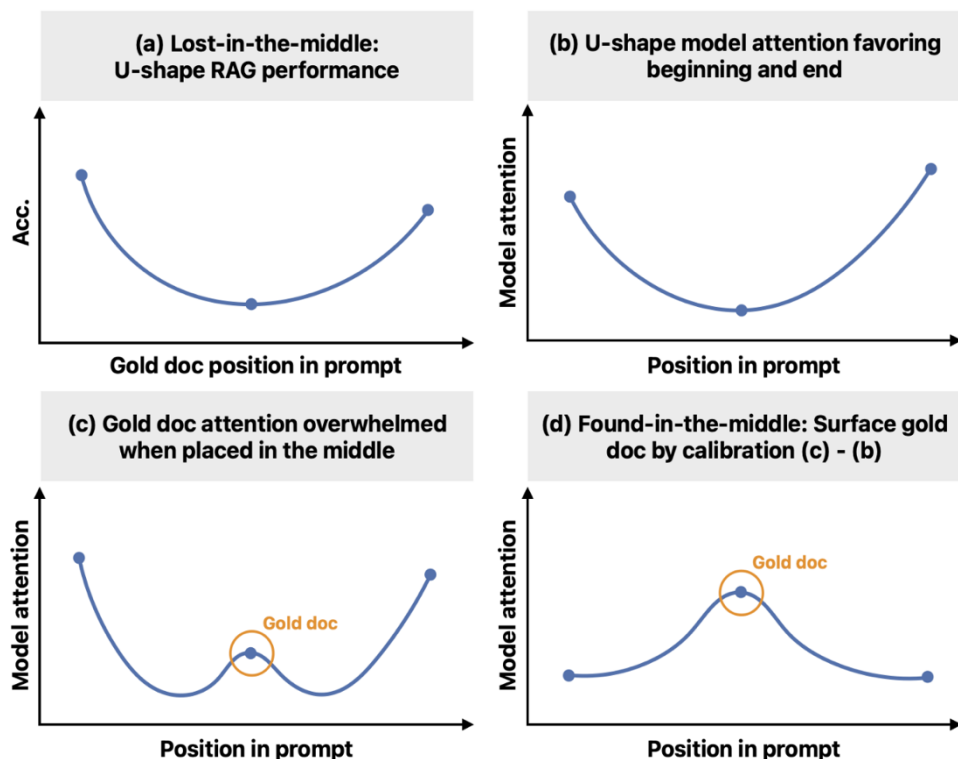 (a) Lost-in-the-middle:
U-shape RAG performance
Acc.
Gold doc position in prompt
(b) U-shape model attention favoring
beginning and end
Model attention
Position in prompt
(c) Gold doc attention overwhelmed
when placed in the middle
Model attention
Gold doc
Position in prompt
(d) Found-in-the-middle: Surface gold
doc by calibration (c) - (b)
Model attention
Gold doc
Position in prompt